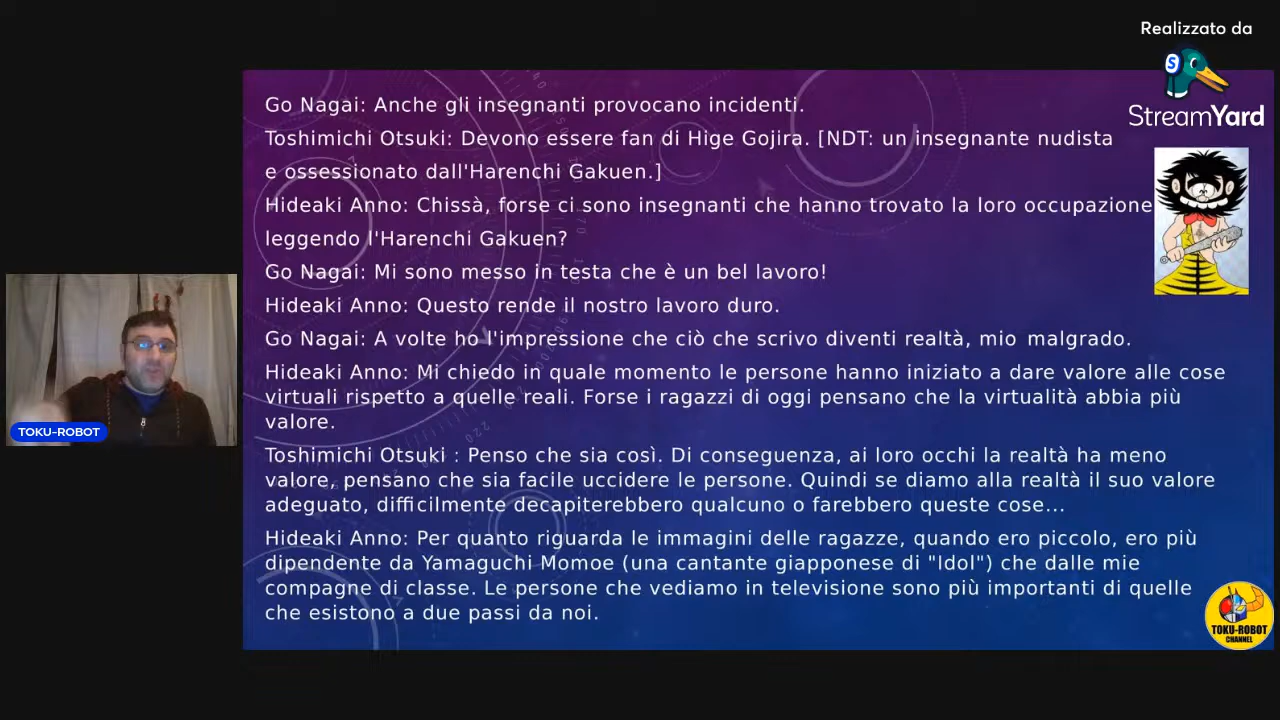 Realizzato da
StreamYard
Go Nagai: Anche gli insegnanti provocano incidenti.
Toshimichi Otsuki: Devono essere fan di Hige Gojira. [NDT: un insegnante nudista
e ossessionato dall'Harenchi Gakuen.]
Hideaki Anno: Chissà, forse ci sono insegnanti che hanno trovato la loro occupazione
leggendo l'Harenchi Gakuen?
Go Nagai: Mi sono messo in testa che è un bel lavoro!
Hideaki Anno: Questo rende il nostro lavoro duro.
Go Nagai: A volte ho l'impressione che ciò che scrivo diventi realtà, mio malgrado.
Hideaki Anno: Mi chiedo in quale momento le persone hanno iniziato a dare valore alle cose
virtuali rispetto a quelle reali. Forse i ragazzi di oggi pensano che la virtualità abbia più
valore.
Toshimichi Otsuki : Penso che sia così. Di conseguenza, ai loro occhi la realtà ha meno
valore, pensano che sia facile uccidere le persone. Quindi se diamo alla realtà il suo valore
adeguato, difficilmente decapiterebbero qualcuno o farebbero queste cose...
Hideaki Anno: Per quanto riguarda le immagini delle ragazze, quando ero piccolo, ero più
dipendente da Yamaguchi Momoe (una cantante giapponese di "Idol") che dalle mie
compagne di classe. Le persone che vediamo in televisione sono più importanti di quelle
che esistono a due passi da noi.
TOKU-ROBOT
TOKU-ROBOT
CHANNEL